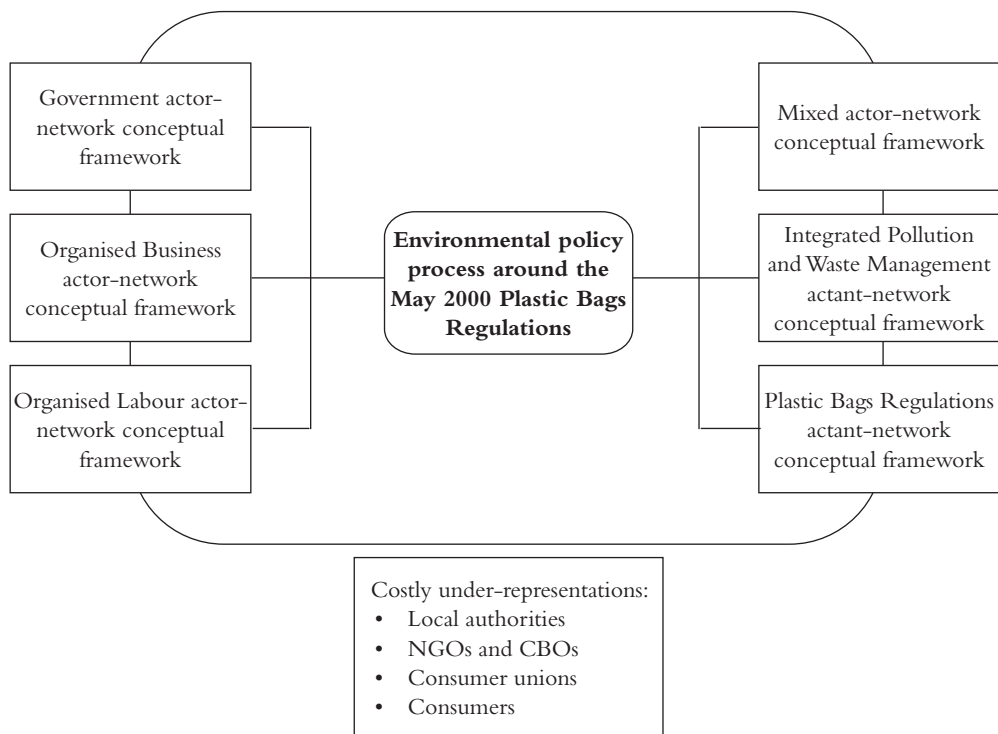 Government actor-
network conceptual
framework
Organised Business
actor-network
conceptual framework
Organised Labour actor-
network conceptual
framework
Environmental policy
process around the
May 2000 Plastic Bags
Regulations
Mixed actor-network
conceptual framework
Integrated Pollution
and Waste Management
actant-network
conceptual framework
Plastic Bags Regulations
actant-network
conceptual framework
Costly under-representations:
• Local authorities
• NGOs and CBOs
• Consumer unions
• Consumers